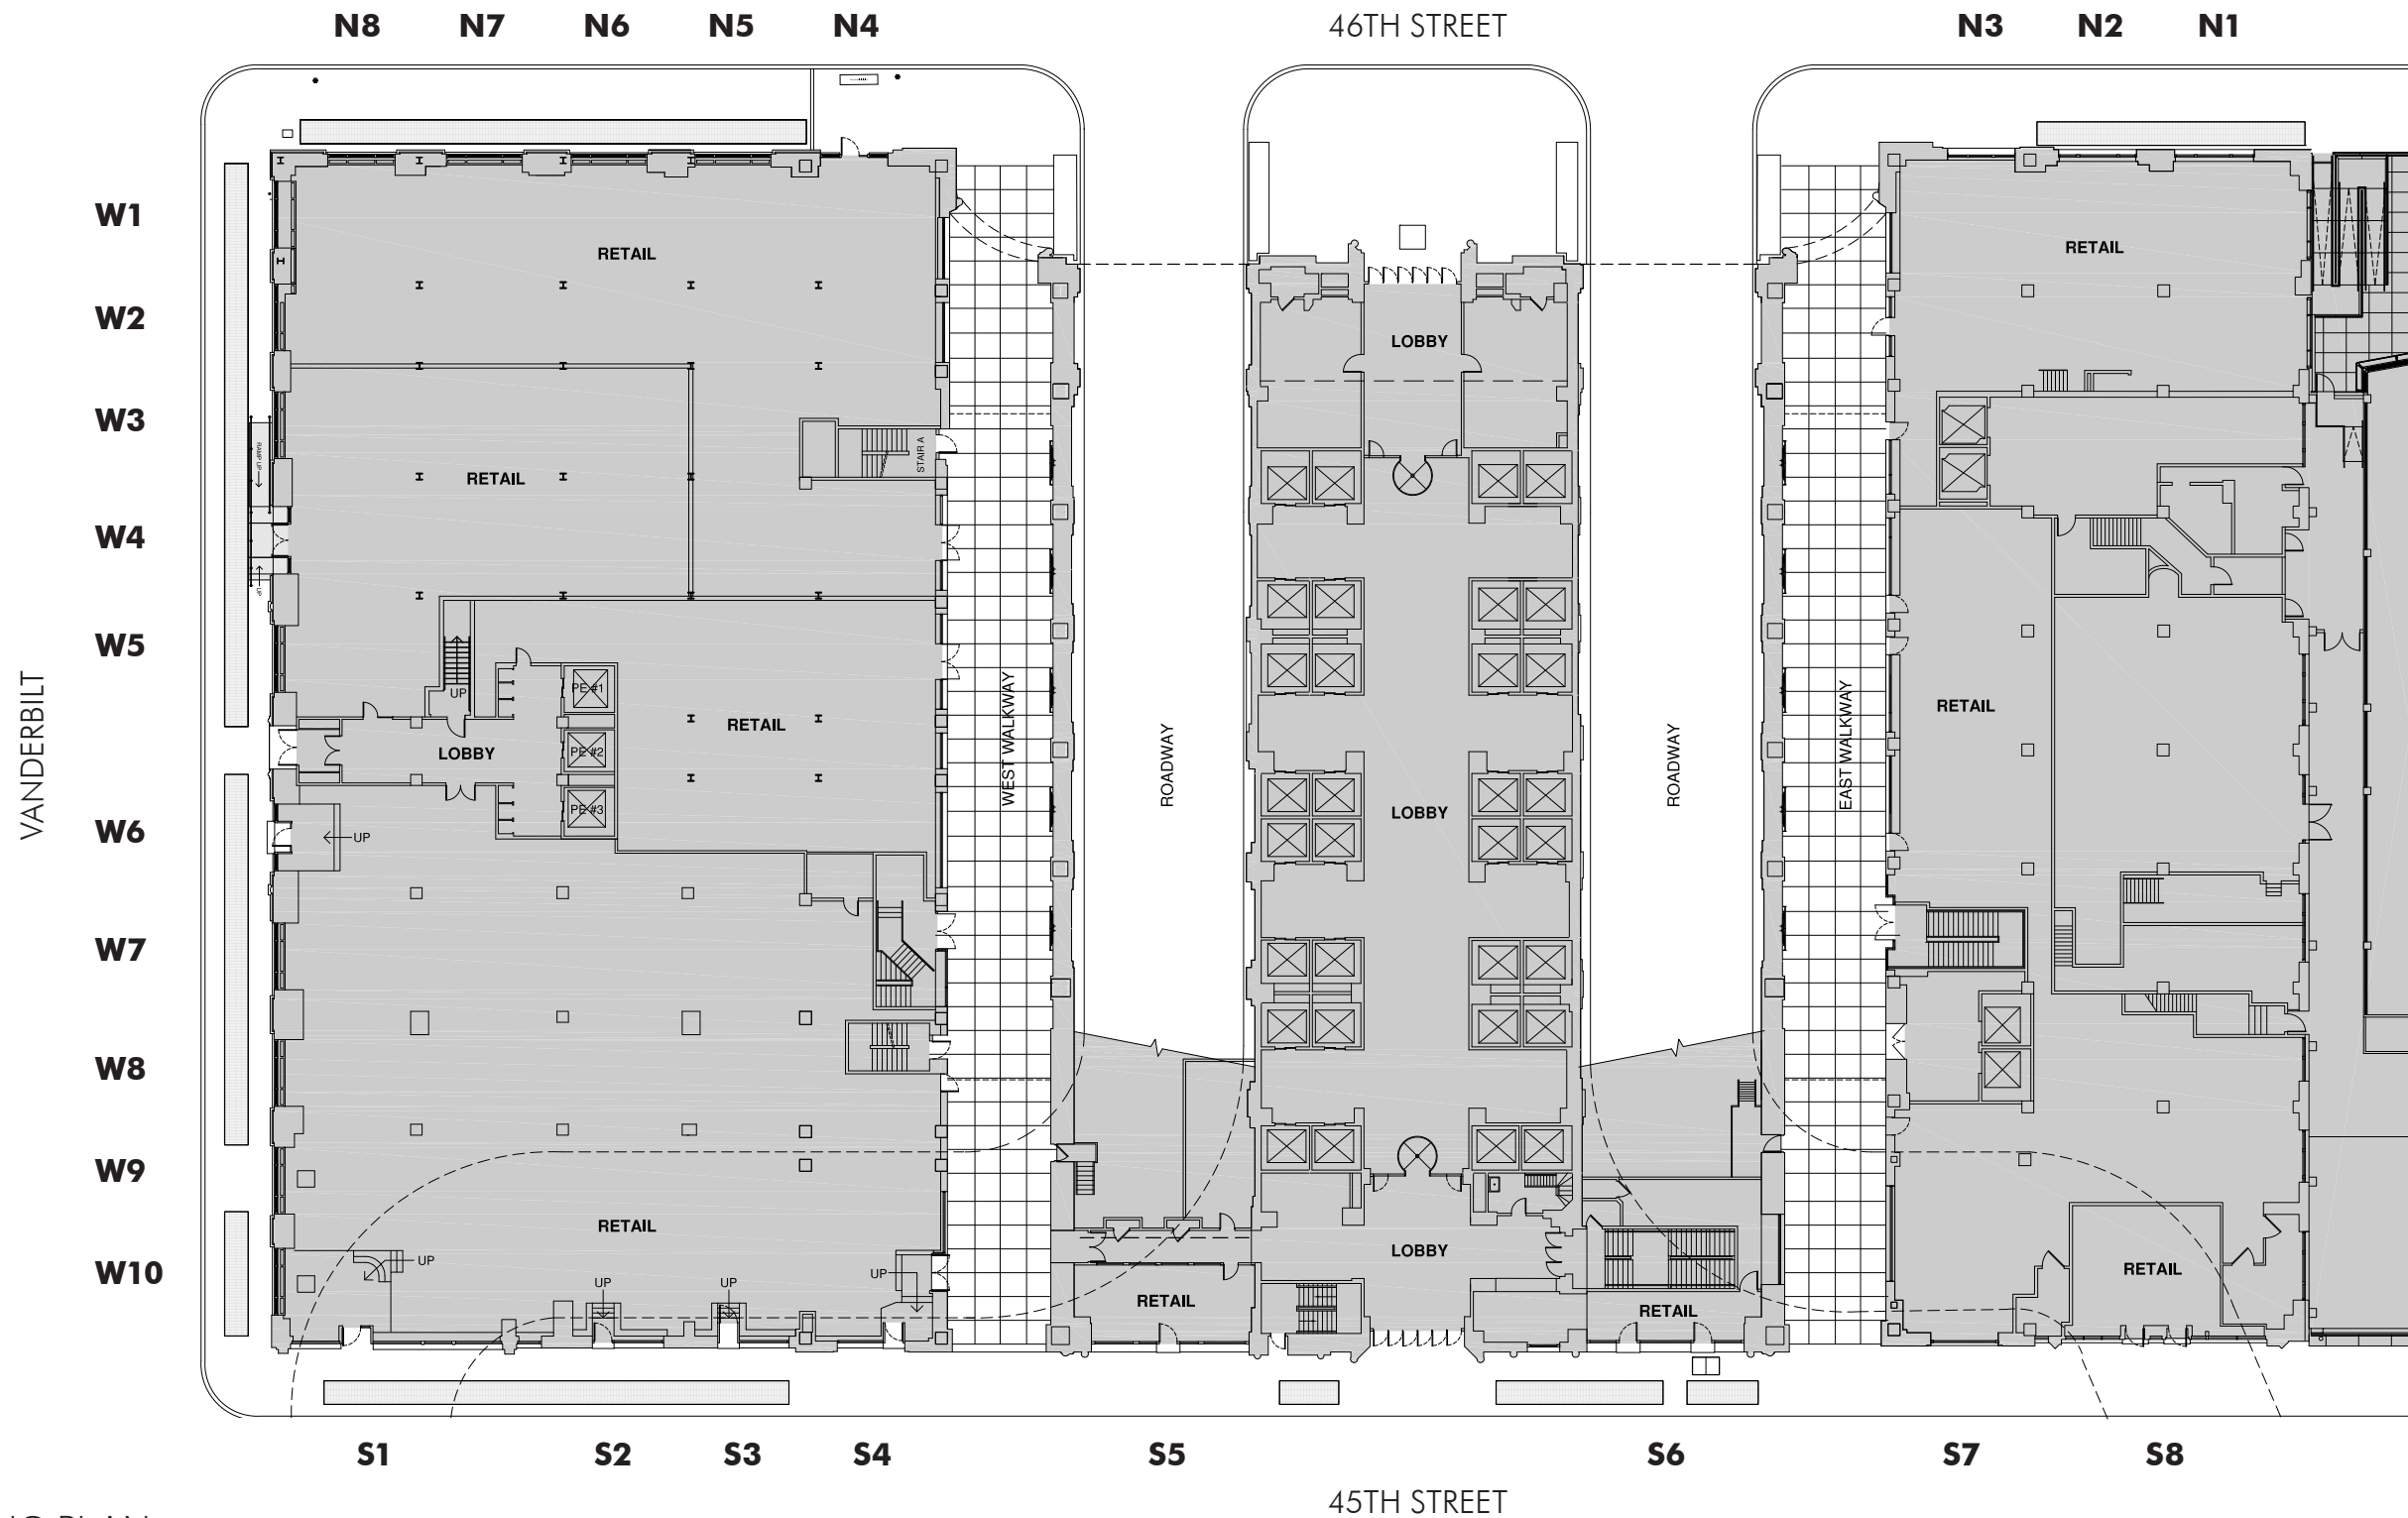 N8 N7 N6 N5 N4 46TH STREET N3 N2 N1
W1
RETAIL
RETAIL
W2
LOBBY
W3
STAIR A
RAMP UP
RETAIL
W4
UP
W5
PE #1
UP
VANDERBILT
RETAIL
WEST WALKWAY
ROADWAY
ROADWAY
EAST WALKWAY
RETAIL
LOBBY
PE #2
PE #3
LOBBY
W6
UP
W7
W8
W9
RETAIL
LOBBY
W10
UP
UP
UP
UP
RETAIL
RETAIL
RETAIL
S1 S2 S3 S4 S5 S6 S7 S8
45TH STREET